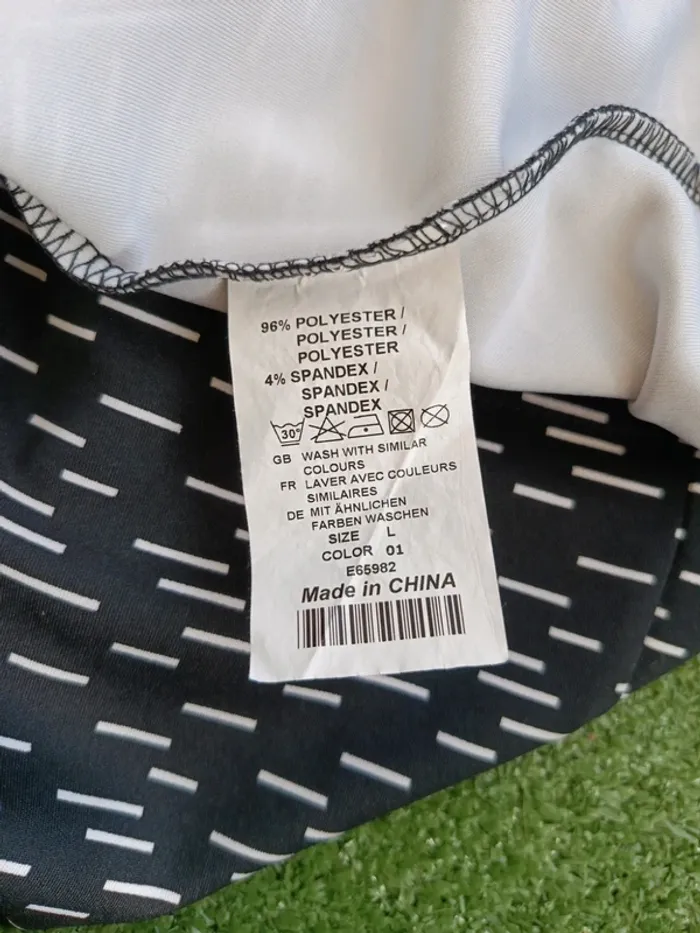 96% POLYESTER /
POLYESTER /
POLYESTER
4% SPANDEX /
SPANDEX /
SPANDEX
30°
GB WASH WITH SIMILAR
COLOURS
FR LAVER AVEC COULEURS
SIMILAIRES
DE MIT ÄHNLICHEN
FARBEN WASCHEN
SIZE L
COLOR 01
E65982
Made in CHINA